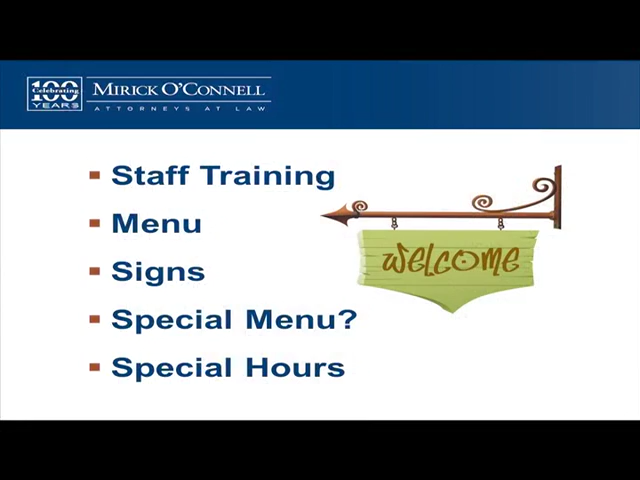 100
Celebrating
YEARS
MIRICK O'CONNELL
ATTORNEYS AT LAW
Staff Training
Menu
Signs
Special Menu?
Special Hours
WELCOME